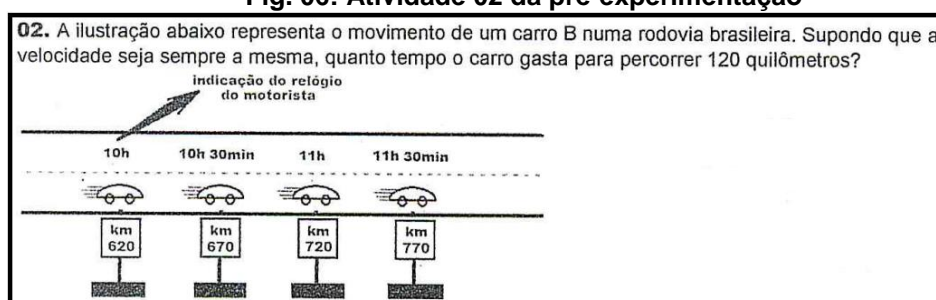 Fig. 06: Atividade 02 da pré-experimentação
02. A ilustração abaixo representa o movimento de um carro B numa rodovia brasileira. Supondo que a
velocidade seja sempre a mesma, quanto tempo o carro gasta para percorrer 120 quilômetros?
indicação do relógio
do motorista
10h 10h 30min 11h 11h 30min
km km km km
620 670 720 770